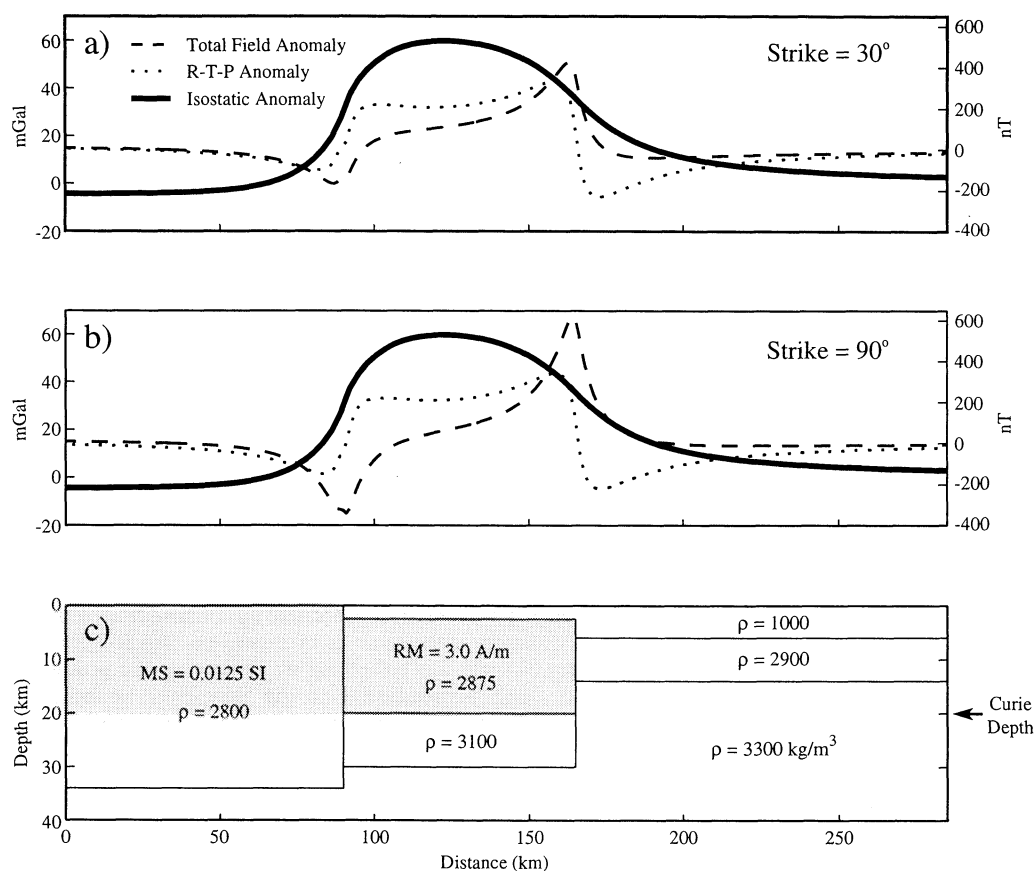 a)
Total Field Anomaly
R-T-P Anomaly
Isostatic Anomaly
Strike = 30°
60
40
20
0
-20
mGal
600
400
200
0
-200
-400
nT
b)
Strike = 90°
60
40
20
0
-20
mGal
600
400
200
0
-200
-400
nT
c)
MS = 0.0125 SI
ρ = 2800
RM = 3.0 A/m
ρ = 2875
ρ = 3100
ρ = 1000
ρ = 2900
ρ = 3300 kg/m³
Curie
Depth
0
10
20
30
40
Depth (km)
0
50
100
150
200
250
Distance (km)